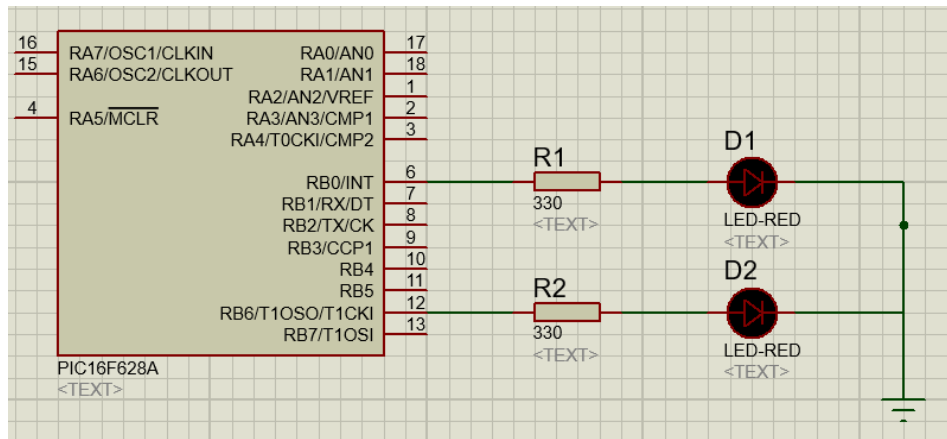 16
RA7/OSC1/CLKIN
RA0/AN0
17
15
RA6/OSC2/CLKOUT
RA1/AN1
18
RA2/AN2/VREF
1
4
RA5/MCLR
RA3/AN3/CMP1
2
RA4/T0CKI/CMP2
3
RB0/INT
6
RB1/RX/DT
7
RB2/TX/CK
8
RB3/CCP1
9
RB4
10
RB5
11
RB6/T1OSO/T1CKI
12
RB7/T1OSI
13
PIC16F628A
<TEXT>
R1
330
<TEXT>
D1
LED-RED
<TEXT>
R2
330
<TEXT>
D2
LED-RED
<TEXT>